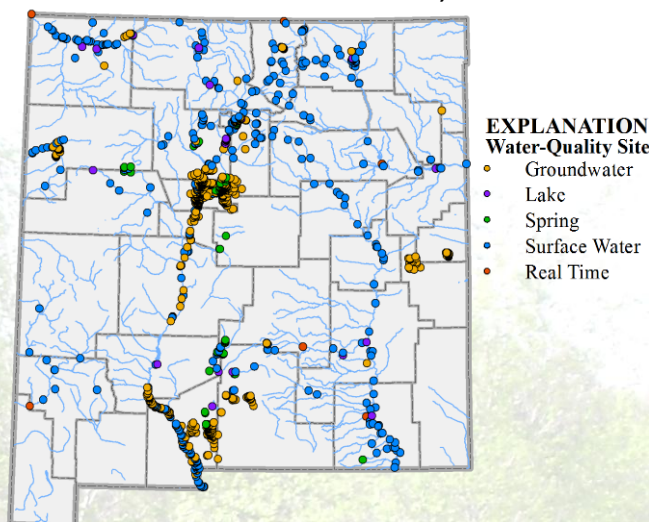 EXPLANATION
Water-Quality Site
Groundwater
Lake
Spring
Surface Water
Real Time